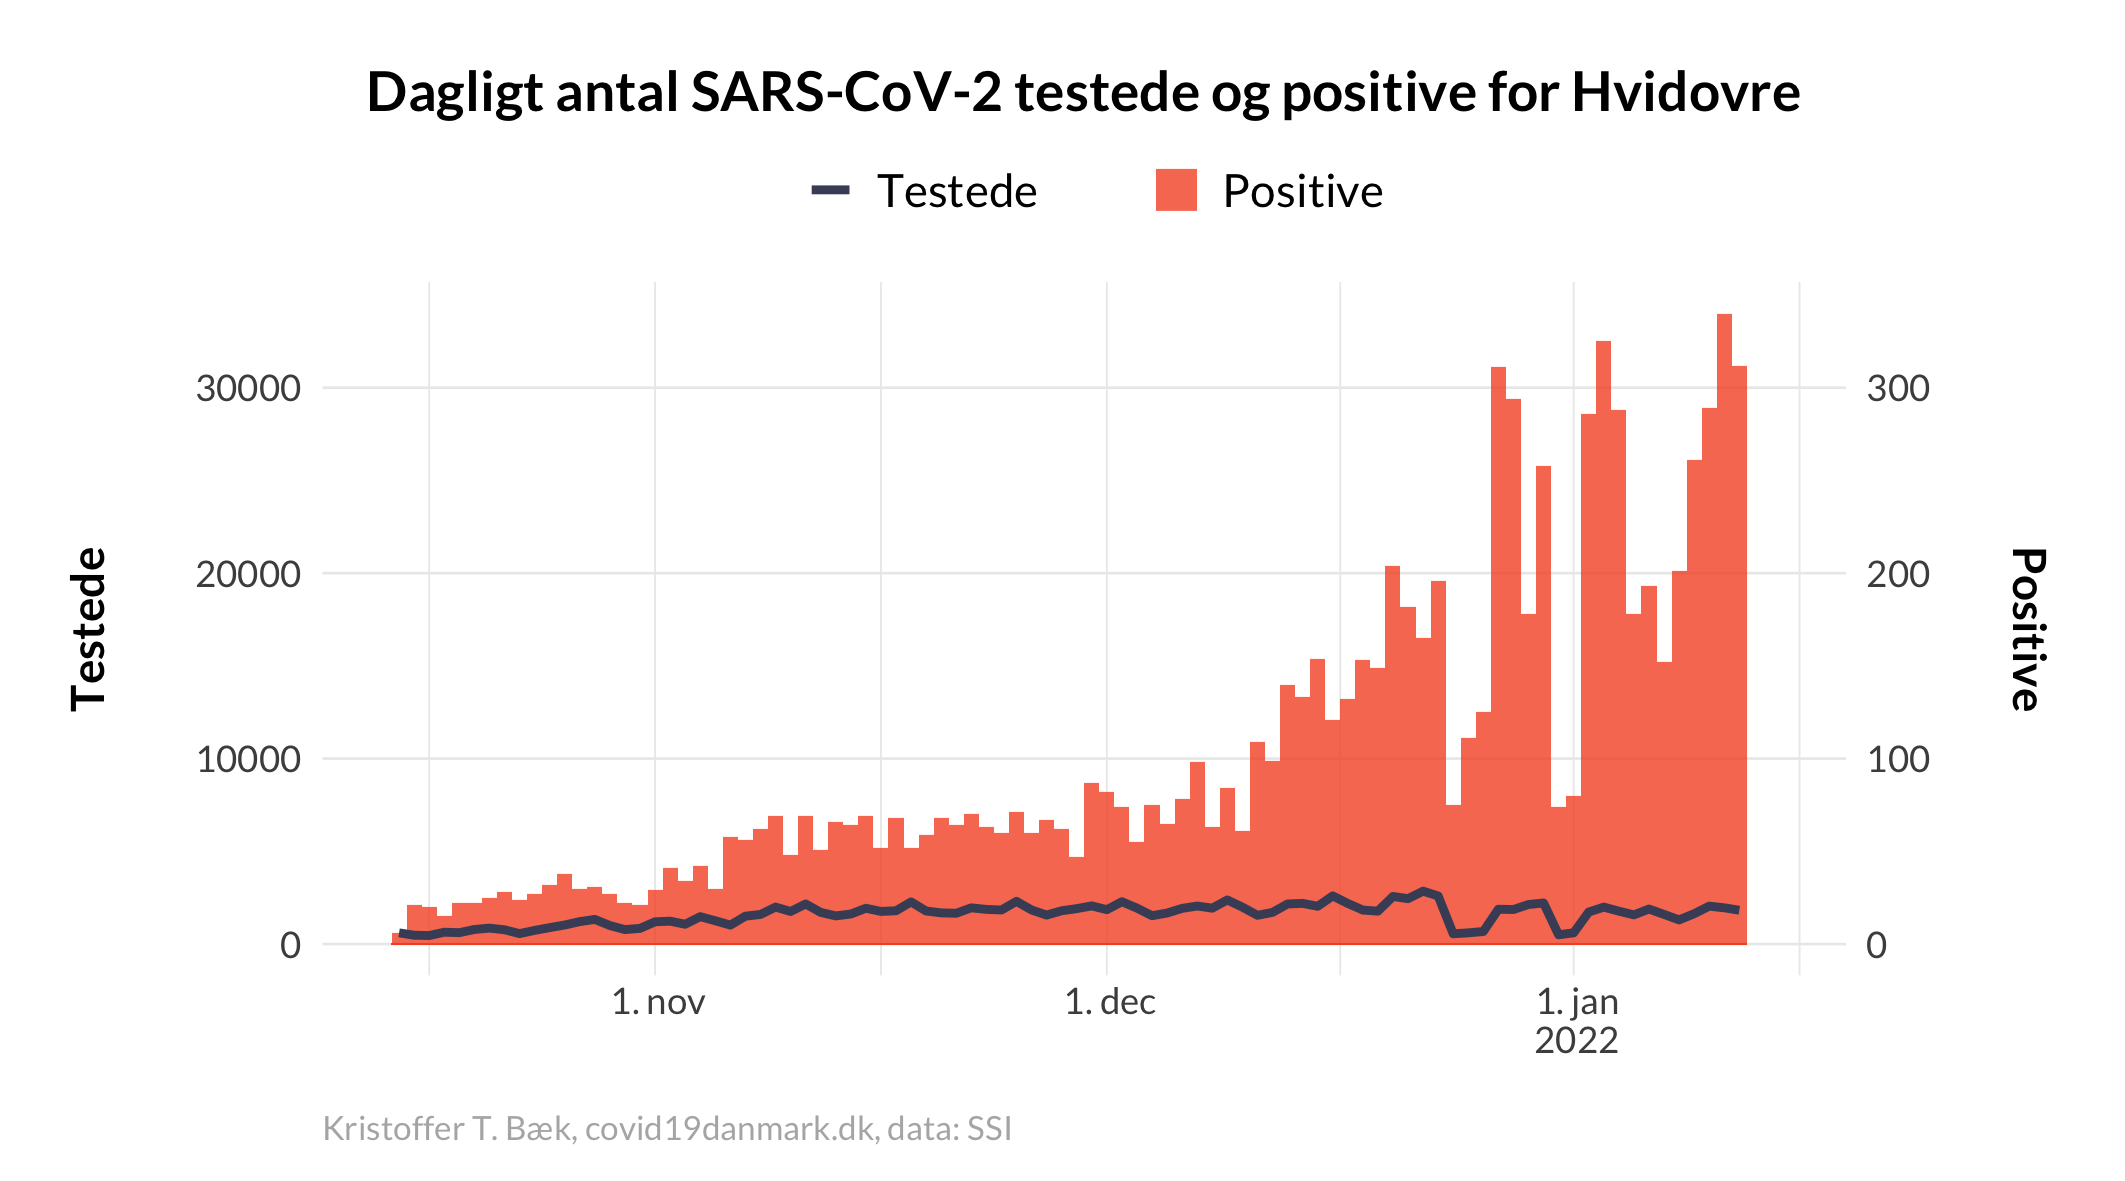 Dagligt antal SARS-CoV-2 testede og positive for Hvidovre
Testede
Positive
Testede
30000
20000
10000
0
300
200
100
0
Positive
1. nov
1. dec
1. jan
2022
Kristoffer T. Bæk, covid19danmark.dk, data: SSI